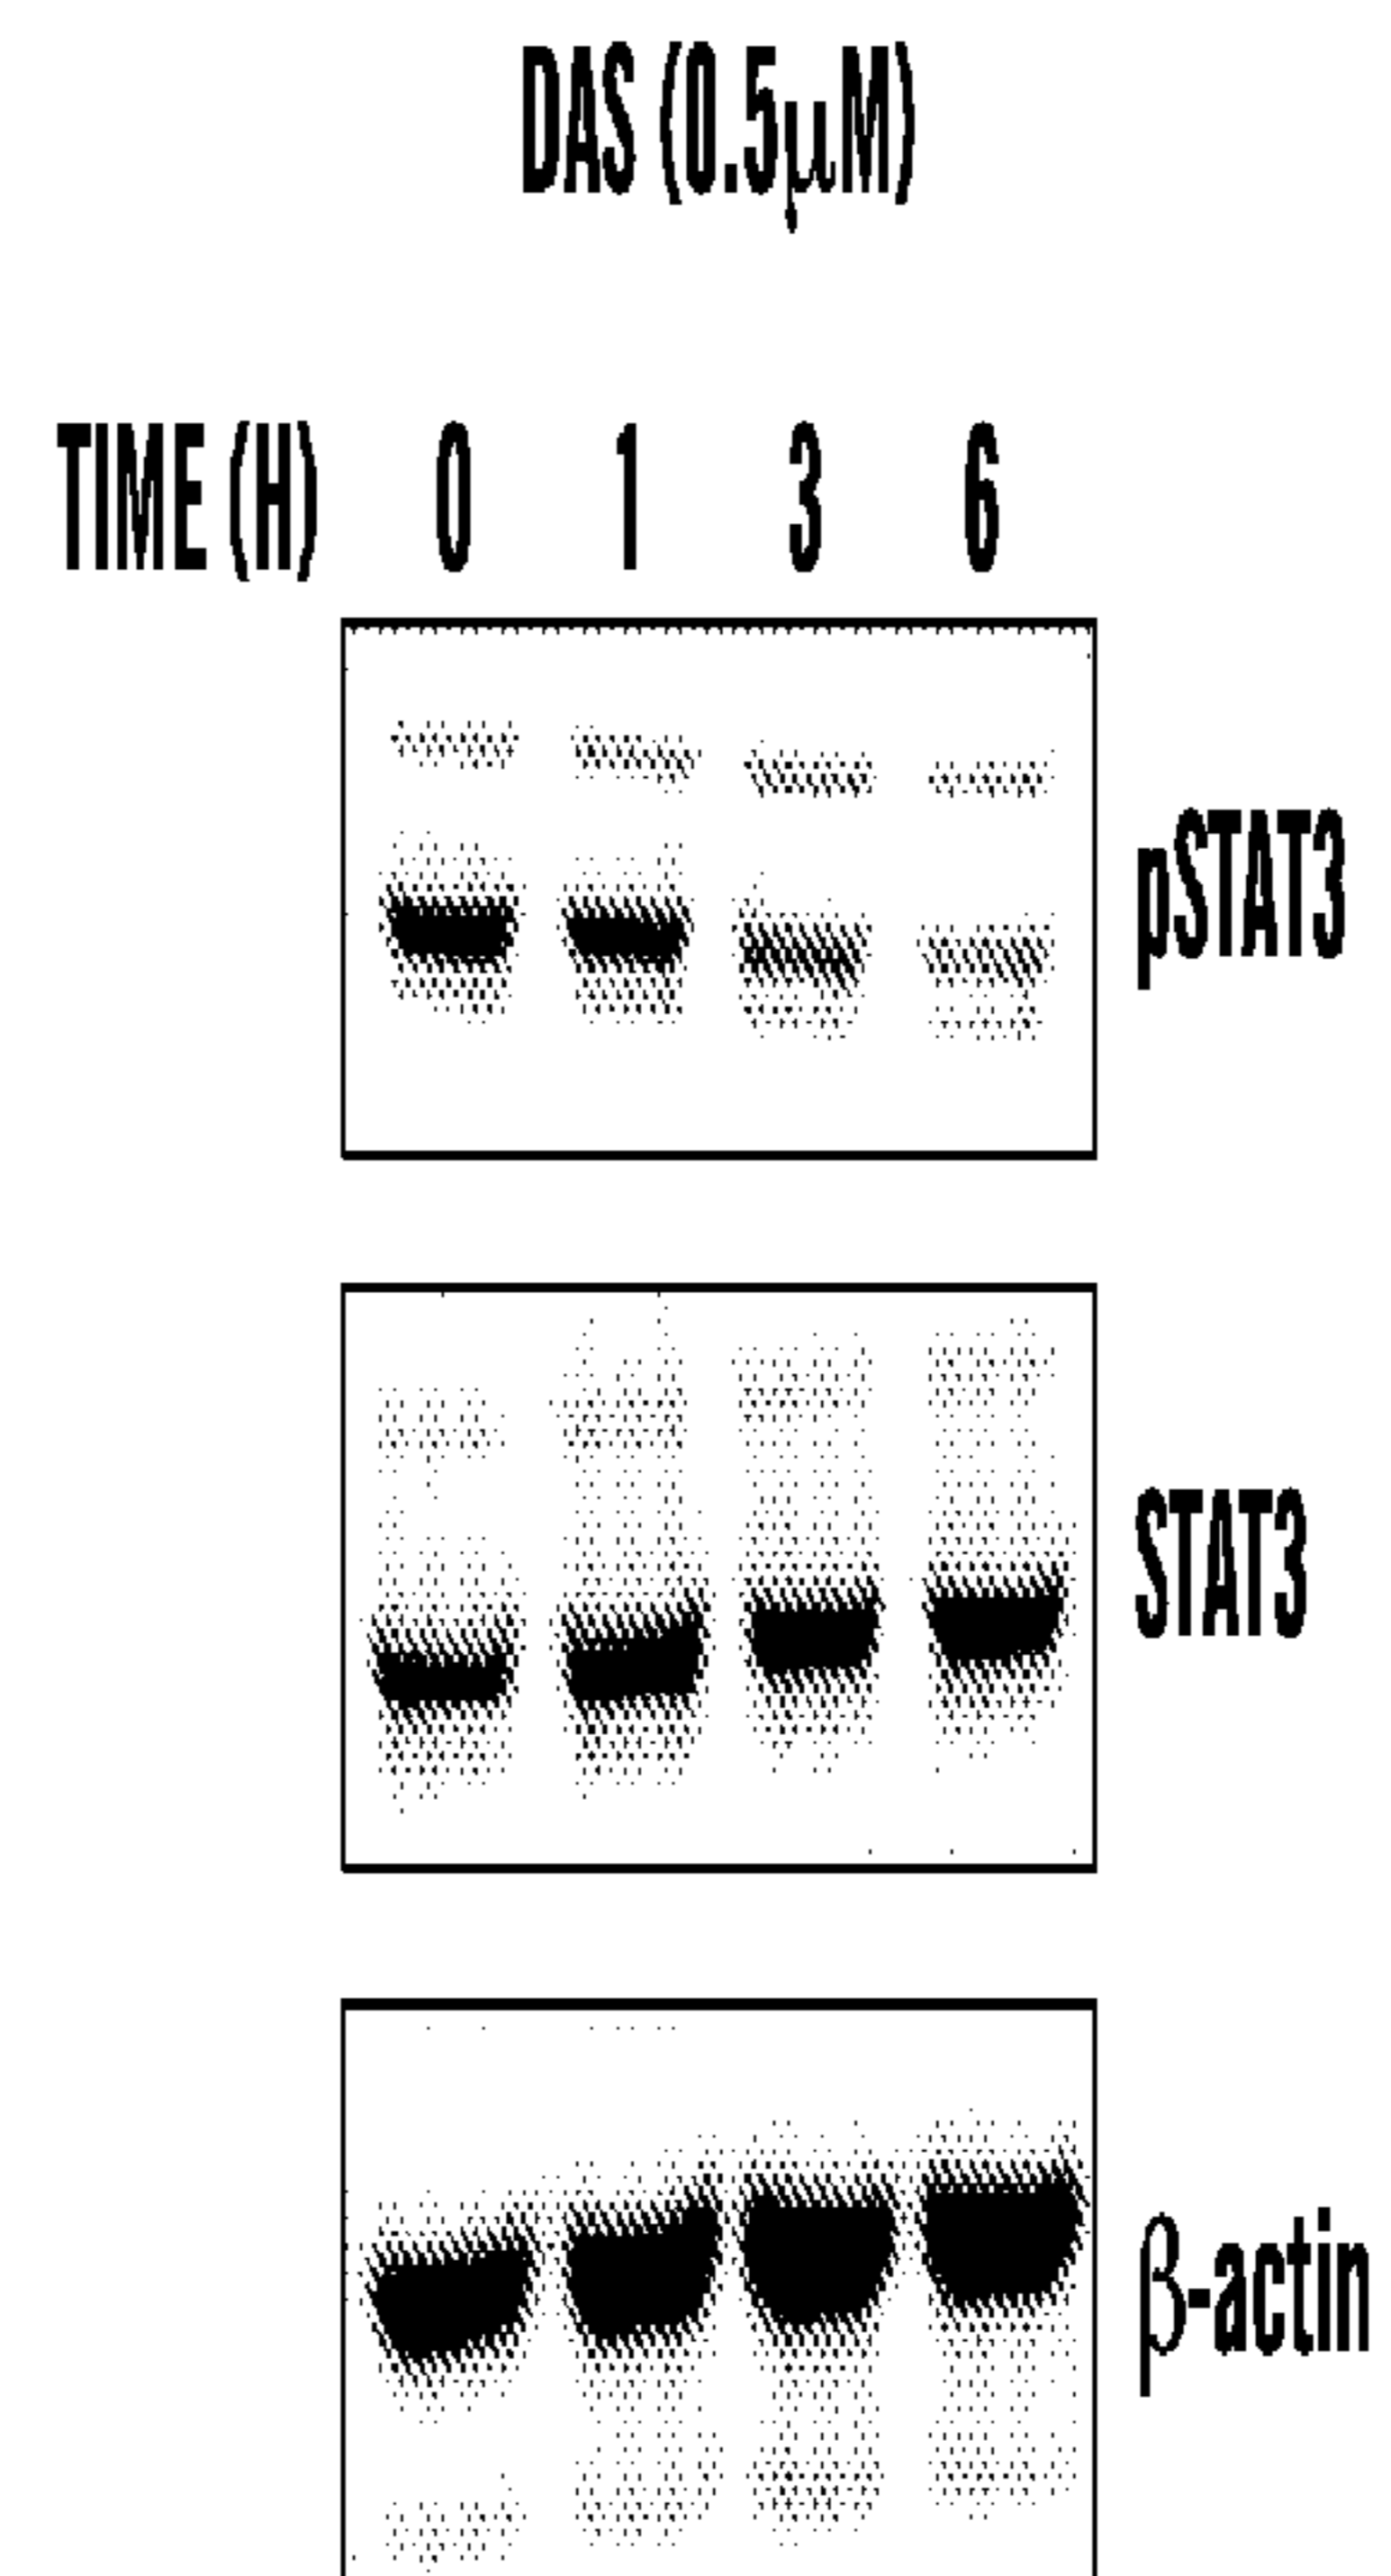 DAS (0.5μM)
TIME (H) 0 1 3 6
pSTAT3
STAT3
β-actin